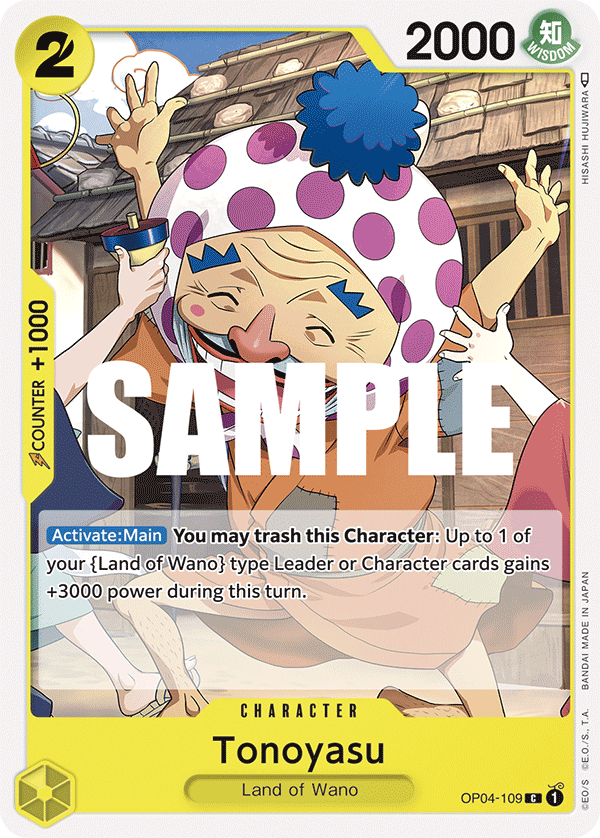 2
2000
知
WISDOM
HISASHI HUJIWARA
COUNTER +1000
SAMPLE
Activate:Main You may trash this Character: Up to 1 of
your {Land of Wano} type Leader or Character cards gains
+3000 power during this turn.
CHARACTER
Tonoyasu
Land of Wano
OP04-109 C 1
©EO/S ©E.O./S., T.A. BANDAI MADE IN JAPAN